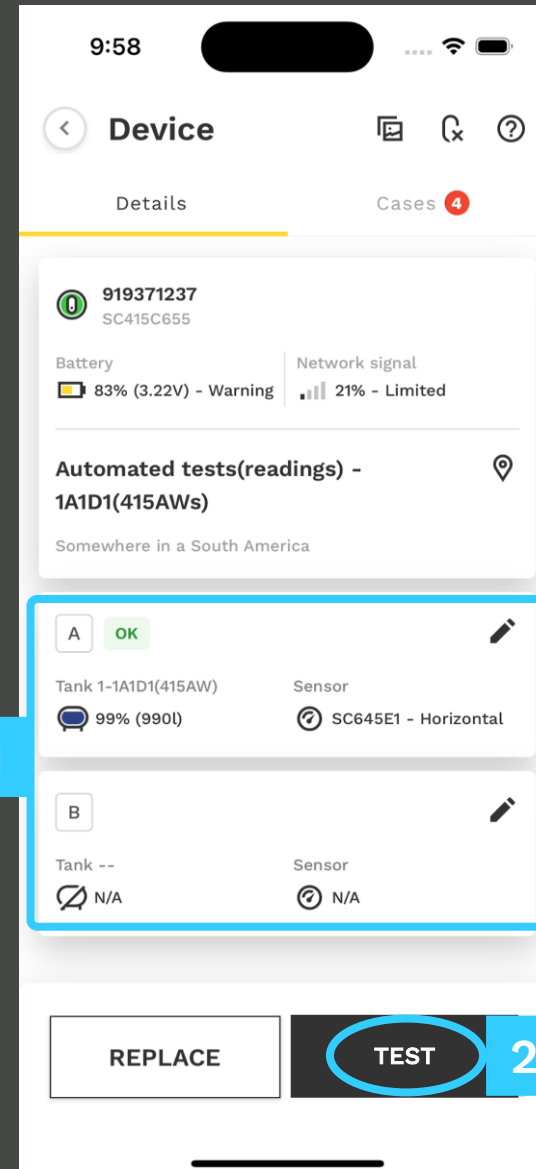 9:58
Device
Details
Cases 4
919371237
SC415C655
Battery
Network signal
83% (3.22V) - Warning
21% - Limited
Automated tests(readings) -
1A1D1(415AWs)
Somewhere in a South America
A OK
Tank 1-1A1D1(415AW)
Sensor
99% (990l)
SC645E1 - Horizontal
B
Tank --
Sensor
N/A
N/A
REPLACE
TEST
2